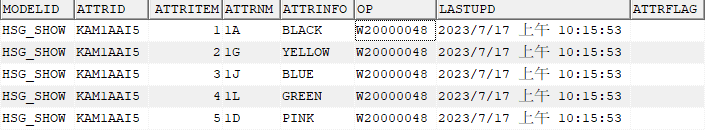 MODELID ATTRID ATTRITEM ATTRNM ATTRINFO OP LASTUPD ATTRFLAG
HSG_SHOW KAM1AAI5 1 1A BLACK W20000048 2023/7/17 上午 10:15:53
HSG_SHOW KAM1AAI5 2 1G YELLOW W20000048 2023/7/17 上午 10:15:53
HSG_SHOW KAM1AAI5 3 1J BLUE W20000048 2023/7/17 上午 10:15:53
HSG_SHOW KAM1AAI5 4 1L GREEN W20000048 2023/7/17 上午 10:15:53
HSG_SHOW KAM1AAI5 5 1D PINK W20000048 2023/7/17 上午 10:15:53